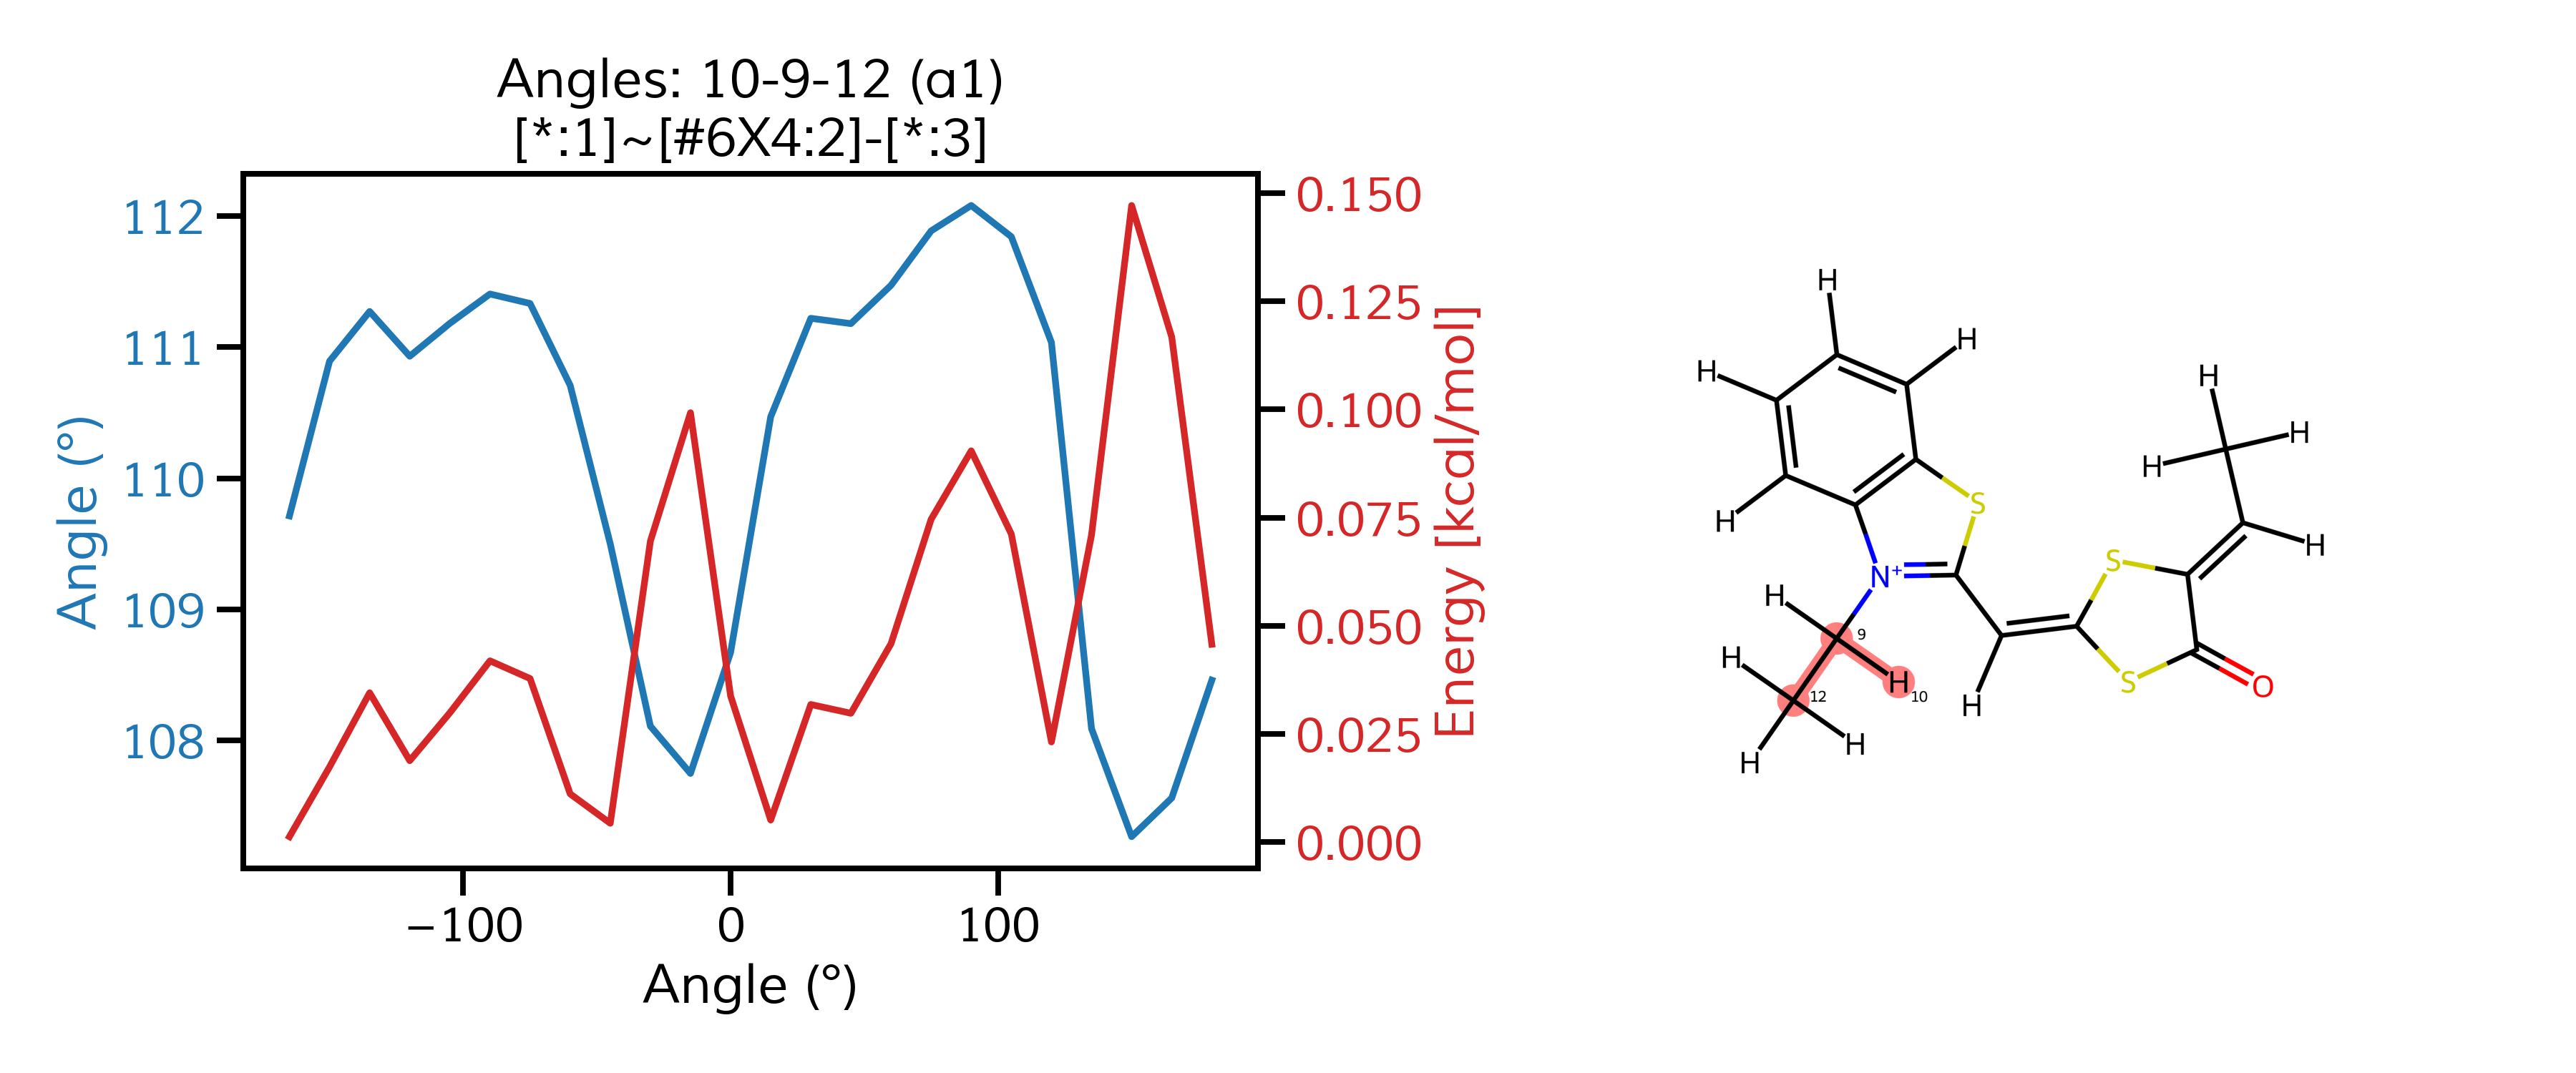 Angles: 10-9-12 (α1)
[*:1]~[#6X4:2]-[*:3]
Angle (°)
112
111
110
109
108
0.150
0.125
0.100
0.075
0.050
0.025
0.000
Energy [kcal/mol]
−100 0 100
Angle (°)
H
H
H
H
H
S
H
H
H
S
H
N⁺
H
9
H
S
O
H
10
12
H
H
H